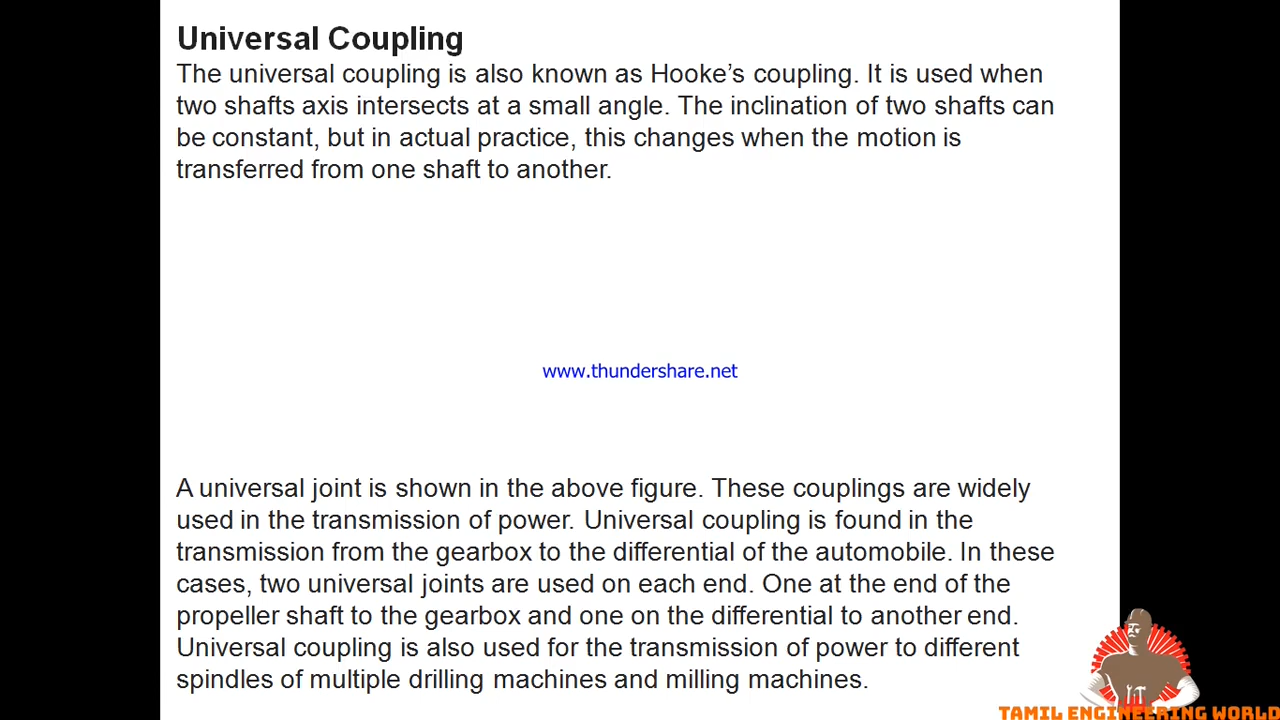 Universal Coupling
The universal coupling is also known as Hooke’s coupling. It is used when
two shafts axis intersects at a small angle. The inclination of two shafts can
be constant, but in actual practice, this changes when the motion is
transferred from one shaft to another.
www.thundershare.net
A universal joint is shown in the above figure. These couplings are widely
used in the transmission of power. Universal coupling is found in the
transmission from the gearbox to the differential of the automobile. In these
cases, two universal joints are used on each end. One at the end of the
propeller shaft to the gearbox and one on the differential to another end.
Universal coupling is also used for the transmission of power to different
spindles of multiple drilling machines and milling machines.
TAMIL ENGINEERING WORLD